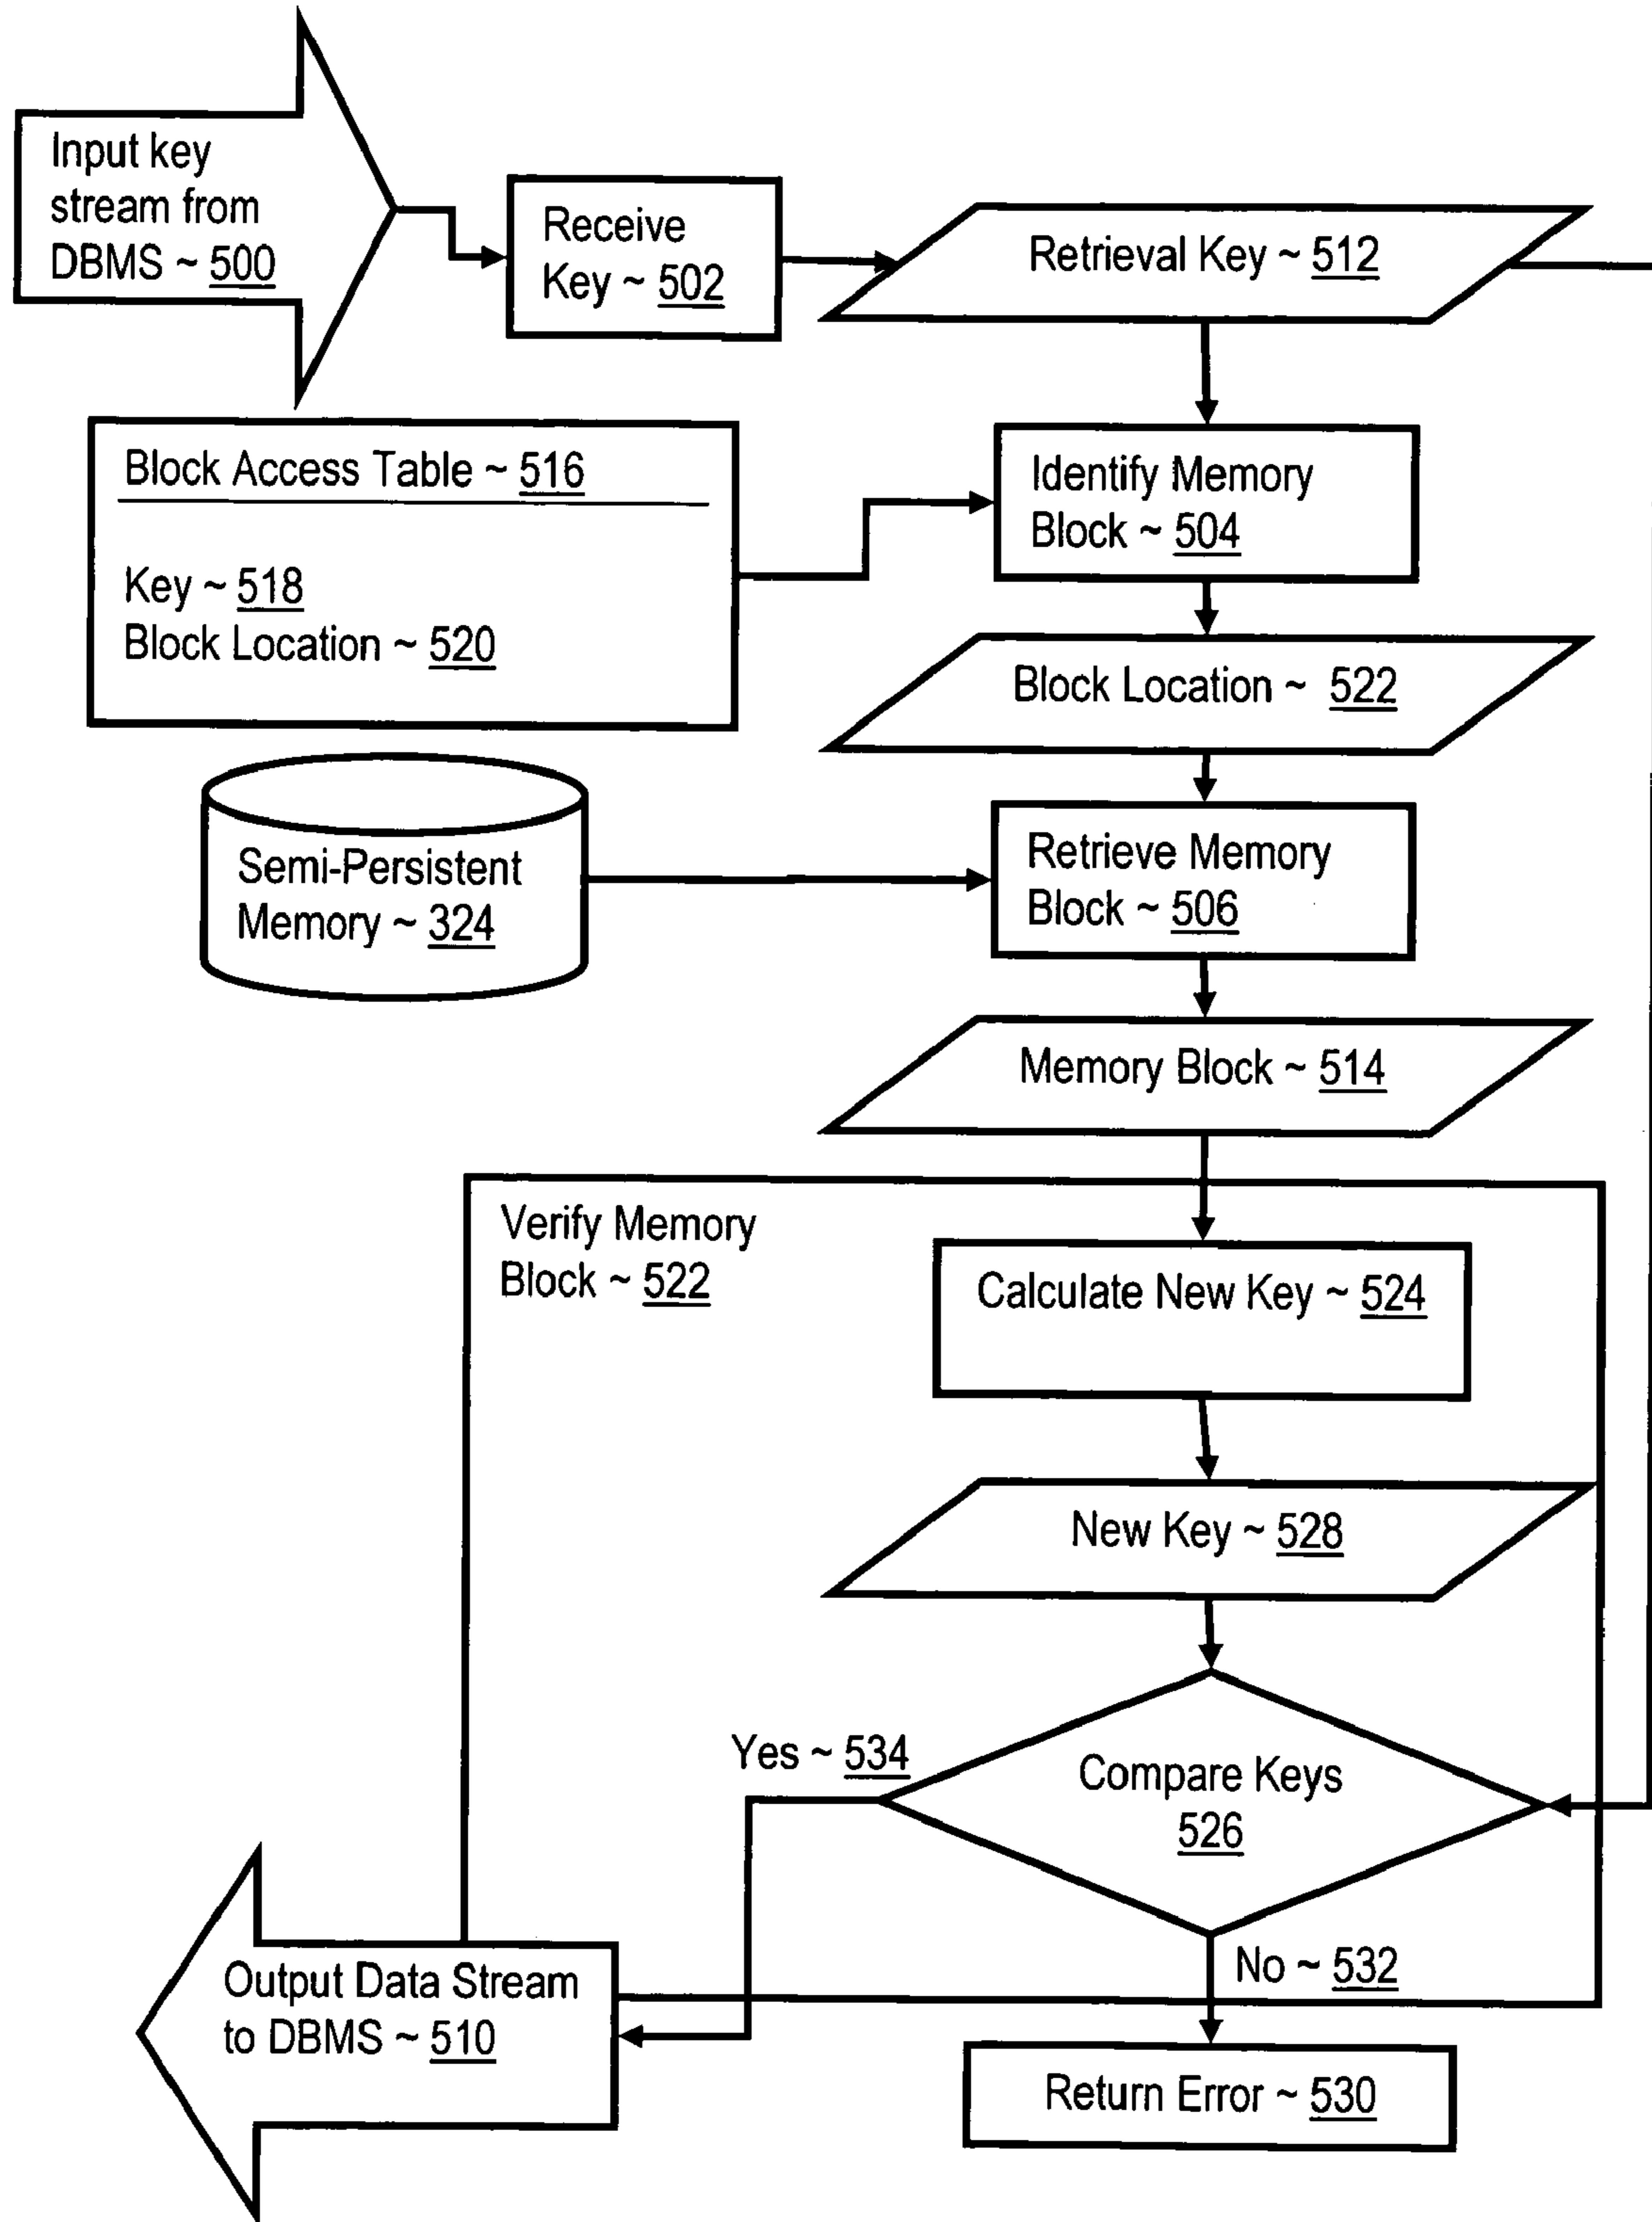 Input key
stream from
DBMS ~ 500
Receive
Key ~ 502
Retrieval Key ~ 512
Block Access Table ~ 516
Key ~ 518
Block Location ~ 520
Identify Memory
Block ~ 504
Block Location ~ 522
Semi-Persistent
Memory ~ 324
Retrieve Memory
Block ~ 506
Memory Block ~ 514
Verify Memory
Block ~ 522
Calculate New Key ~ 524
New Key ~ 528
Yes ~ 534
Compare Keys
526
No ~ 532
Output Data Stream
to DBMS ~ 510
Return Error ~ 530